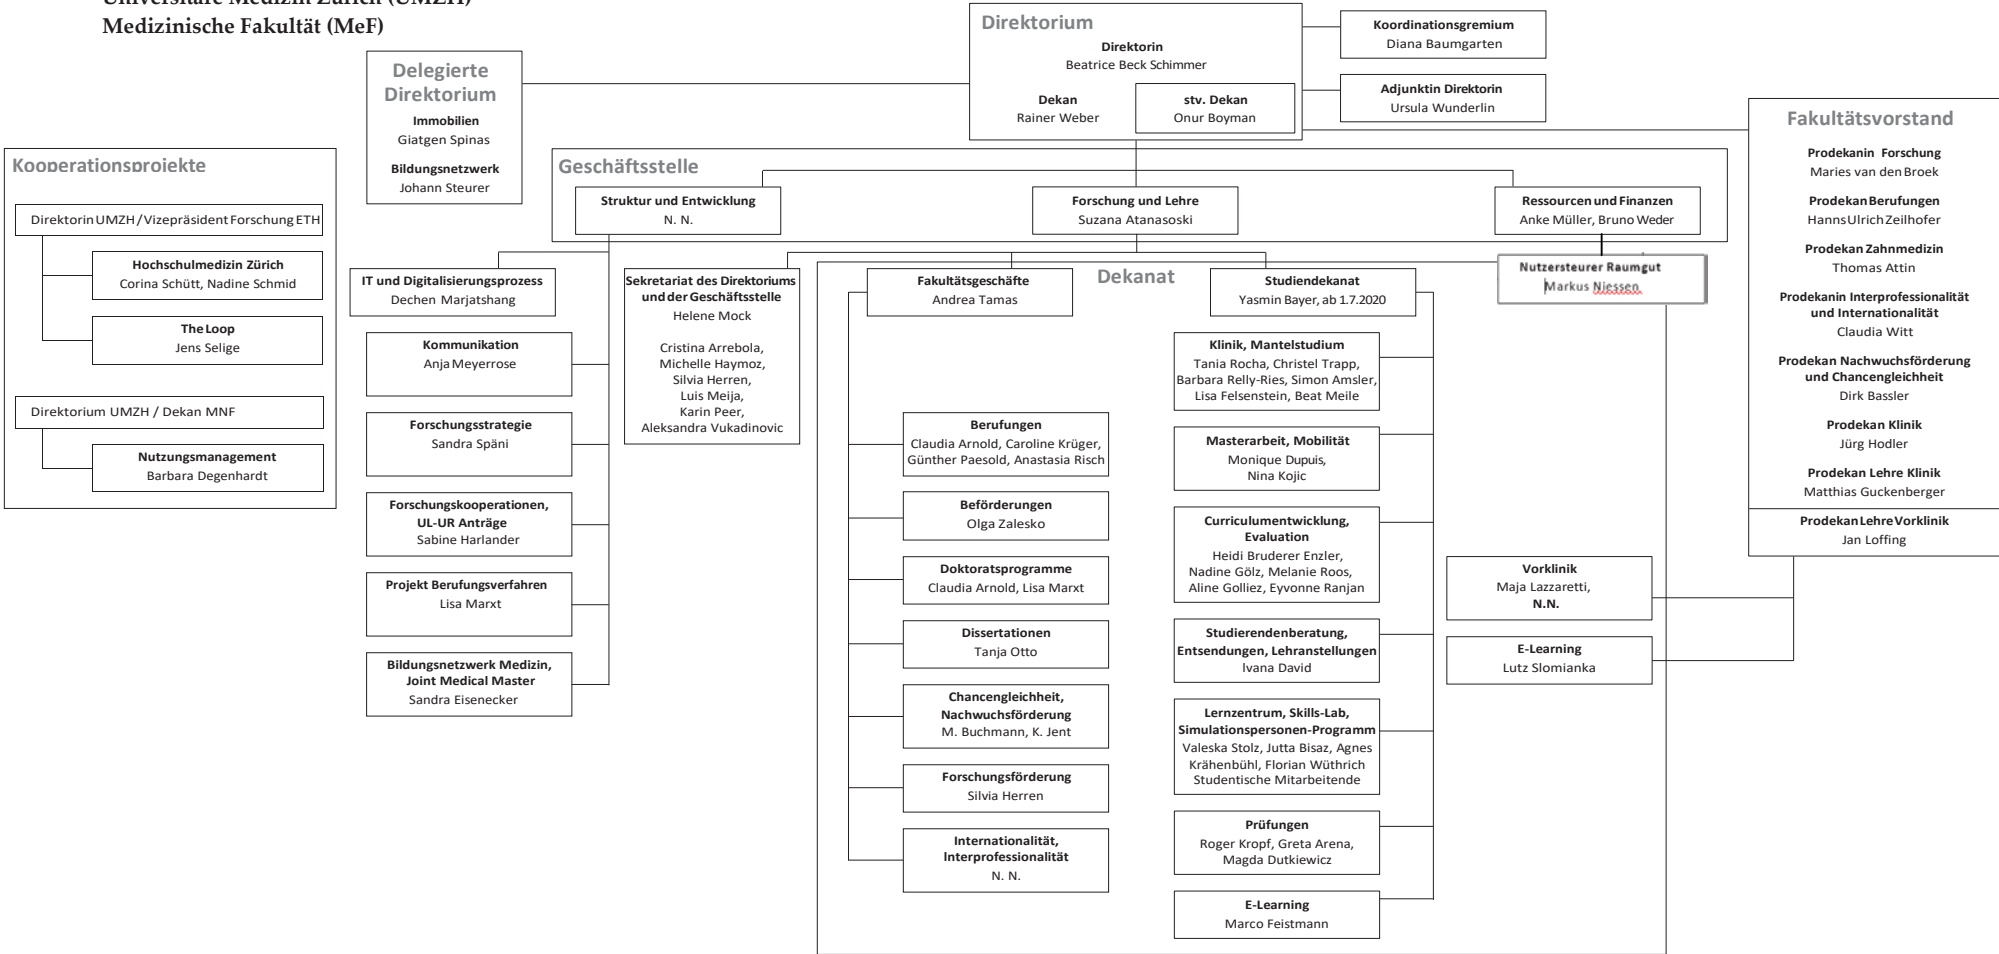 Universitäre Medizin Zürich (UMZH)
Medizinische Fakultät (MeF)
Direktorium
Direktorin
Beatrice Beck Schimmer
Dekan
Rainer Weber
stv. Dekan
Onur Boyman
Koordinationsgremium
Diana Baumgarten
Adjunktin Direktorin
Ursula Wunderlin
Delegierte
Direktorium
Immobilien
Giatgen Spinas
Bildungsnetzwerk
Johann Steurer
Kooperationsprojekte
Direktorin UMZH / Vizepräsident Forschung ETH
Hochschulmedizin Zürich
Corina Schütt, Nadine Schmid
The Loop
Jens Selige
Direktorium UMZH / Dekan MNF
Nutzungsmanagement
Barbara Degenhardt
Geschäftsstelle
Struktur und Entwicklung
N. N.
Forschung und Lehre
Suzana Atanasoski
Ressourcen und Finanzen
Anke Müller, Bruno Weder
Nutzersteurer Raumgut
Markus Niessen
IT und Digitalisierungsprozess
Dechen Marjatshang
Kommunikation
Anja Meyerrose
Forschungsstrategie
Sandra Späni
Forschungskooperationen,
UL-UR Anträge
Sabine Harlander
Projekt Berufungsverfahren
Lisa Marxt
Bildungsnetzwerk Medizin,
Joint Medical Master
Sandra Eisenecker
Sekretariat des Direktoriums
und der Geschäftsstelle
Helene Mock
Cristina Arrebola,
Michelle Haymoz,
Silvia Herren,
Luis Meija,
Karin Peer,
Aleksandra Vukadinovic
Dekanat
Fakultätsgeschäfte
Andrea Tamas
Berufungen
Claudia Arnold, Caroline Krüger,
Günther Paesold, Anastasia Risch
Beförderungen
Olga Zalesko
Doktoratsprogramme
Claudia Arnold, Lisa Marxt
Dissertationen
Tanja Otto
Chancengleichheit,
Nachwuchsförderung
M. Buchmann, K. Jent
Forschungsförderung
Silvia Herren
Internationalität,
Interprofessionalität
N. N.
Studiendekanat
Yasmin Bayer, ab 1.7.2020
Klinik, Mantelstudium
Tania Rocha, Christel Trapp,
Barbara Relly-Ries, Simon Amsler,
Lisa Felsenstein, Beat Meile
Masterarbeit, Mobilität
Monique Dupuis,
Nina Kojic
Curriculumentwicklung,
Evaluation
Heidi Bruderer Enzler,
Nadine Gölz, Melanie Roos,
Aline Golliez, Eyvonne Ranjan
Studierendenberatung,
Entsendungen, Lehranstellungen
Ivana David
Lernzentrum, Skills-Lab,
Simulationspersonen-Programm
Valeska Stolz, Jutta Bisaz, Agnes
Krähenbühl, Florian Wüthrich
Studentische Mitarbeitende
Prüfungen
Roger Kropf, Greta Arena,
Magda Dutkiewicz
E-Learning
Marco Feistmann
Vorklinik
Maja Lazzaretti,
N.N.
E-Learning
Lutz Slomianka
Fakultätsvorstand
Prodekanin Forschung
Maries van den Broek
Prodekan Berufungen
Hanns Ulrich Zeilhofer
Prodekan Zahnmedizin
Thomas Attin
Prodekanin Interprofessionalität
und Internationalität
Claudia Witt
Prodekan Nachwuchsförderung
und Chancengleichheit
Dirk Bassler
Prodekan Klinik
Jürg Hodler
Prodekan Lehre Klinik
Matthias Guckenberger
Prodekan Lehre Vorklinik
Jan Loffing